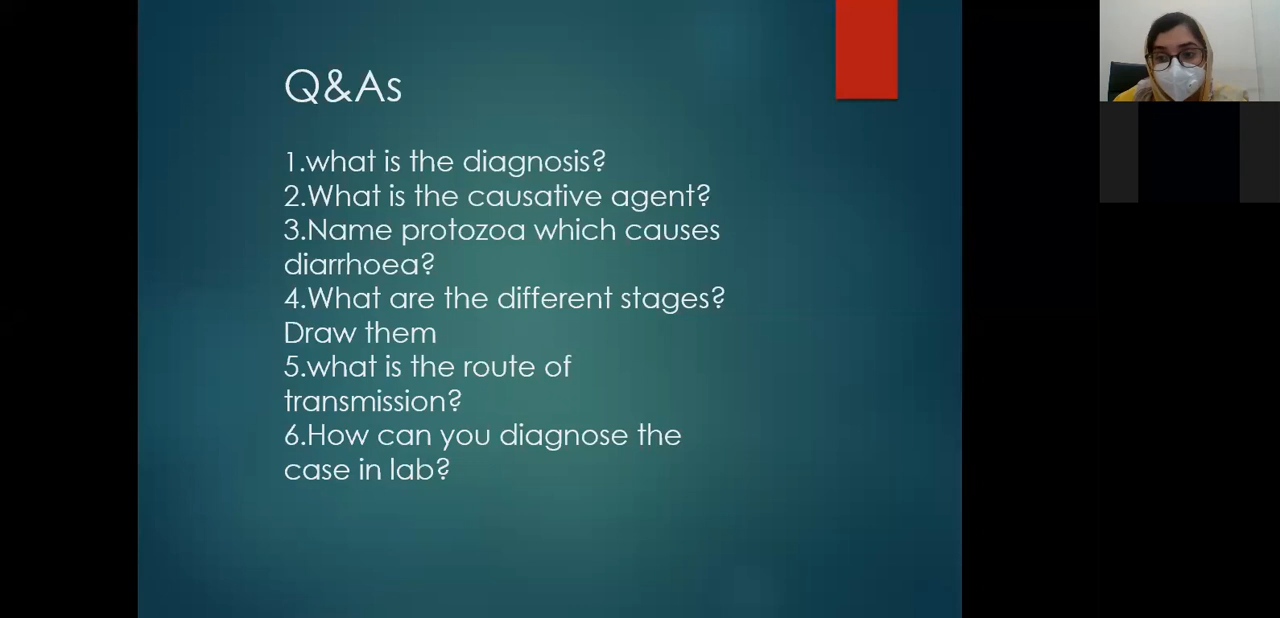 Q&As
1.what is the diagnosis?
2.What is the causative agent?
3.Name protozoa which causes
diarrhoea?
4.What are the different stages?
Draw them
5.what is the route of
transmission?
6.How can you diagnose the
case in lab?